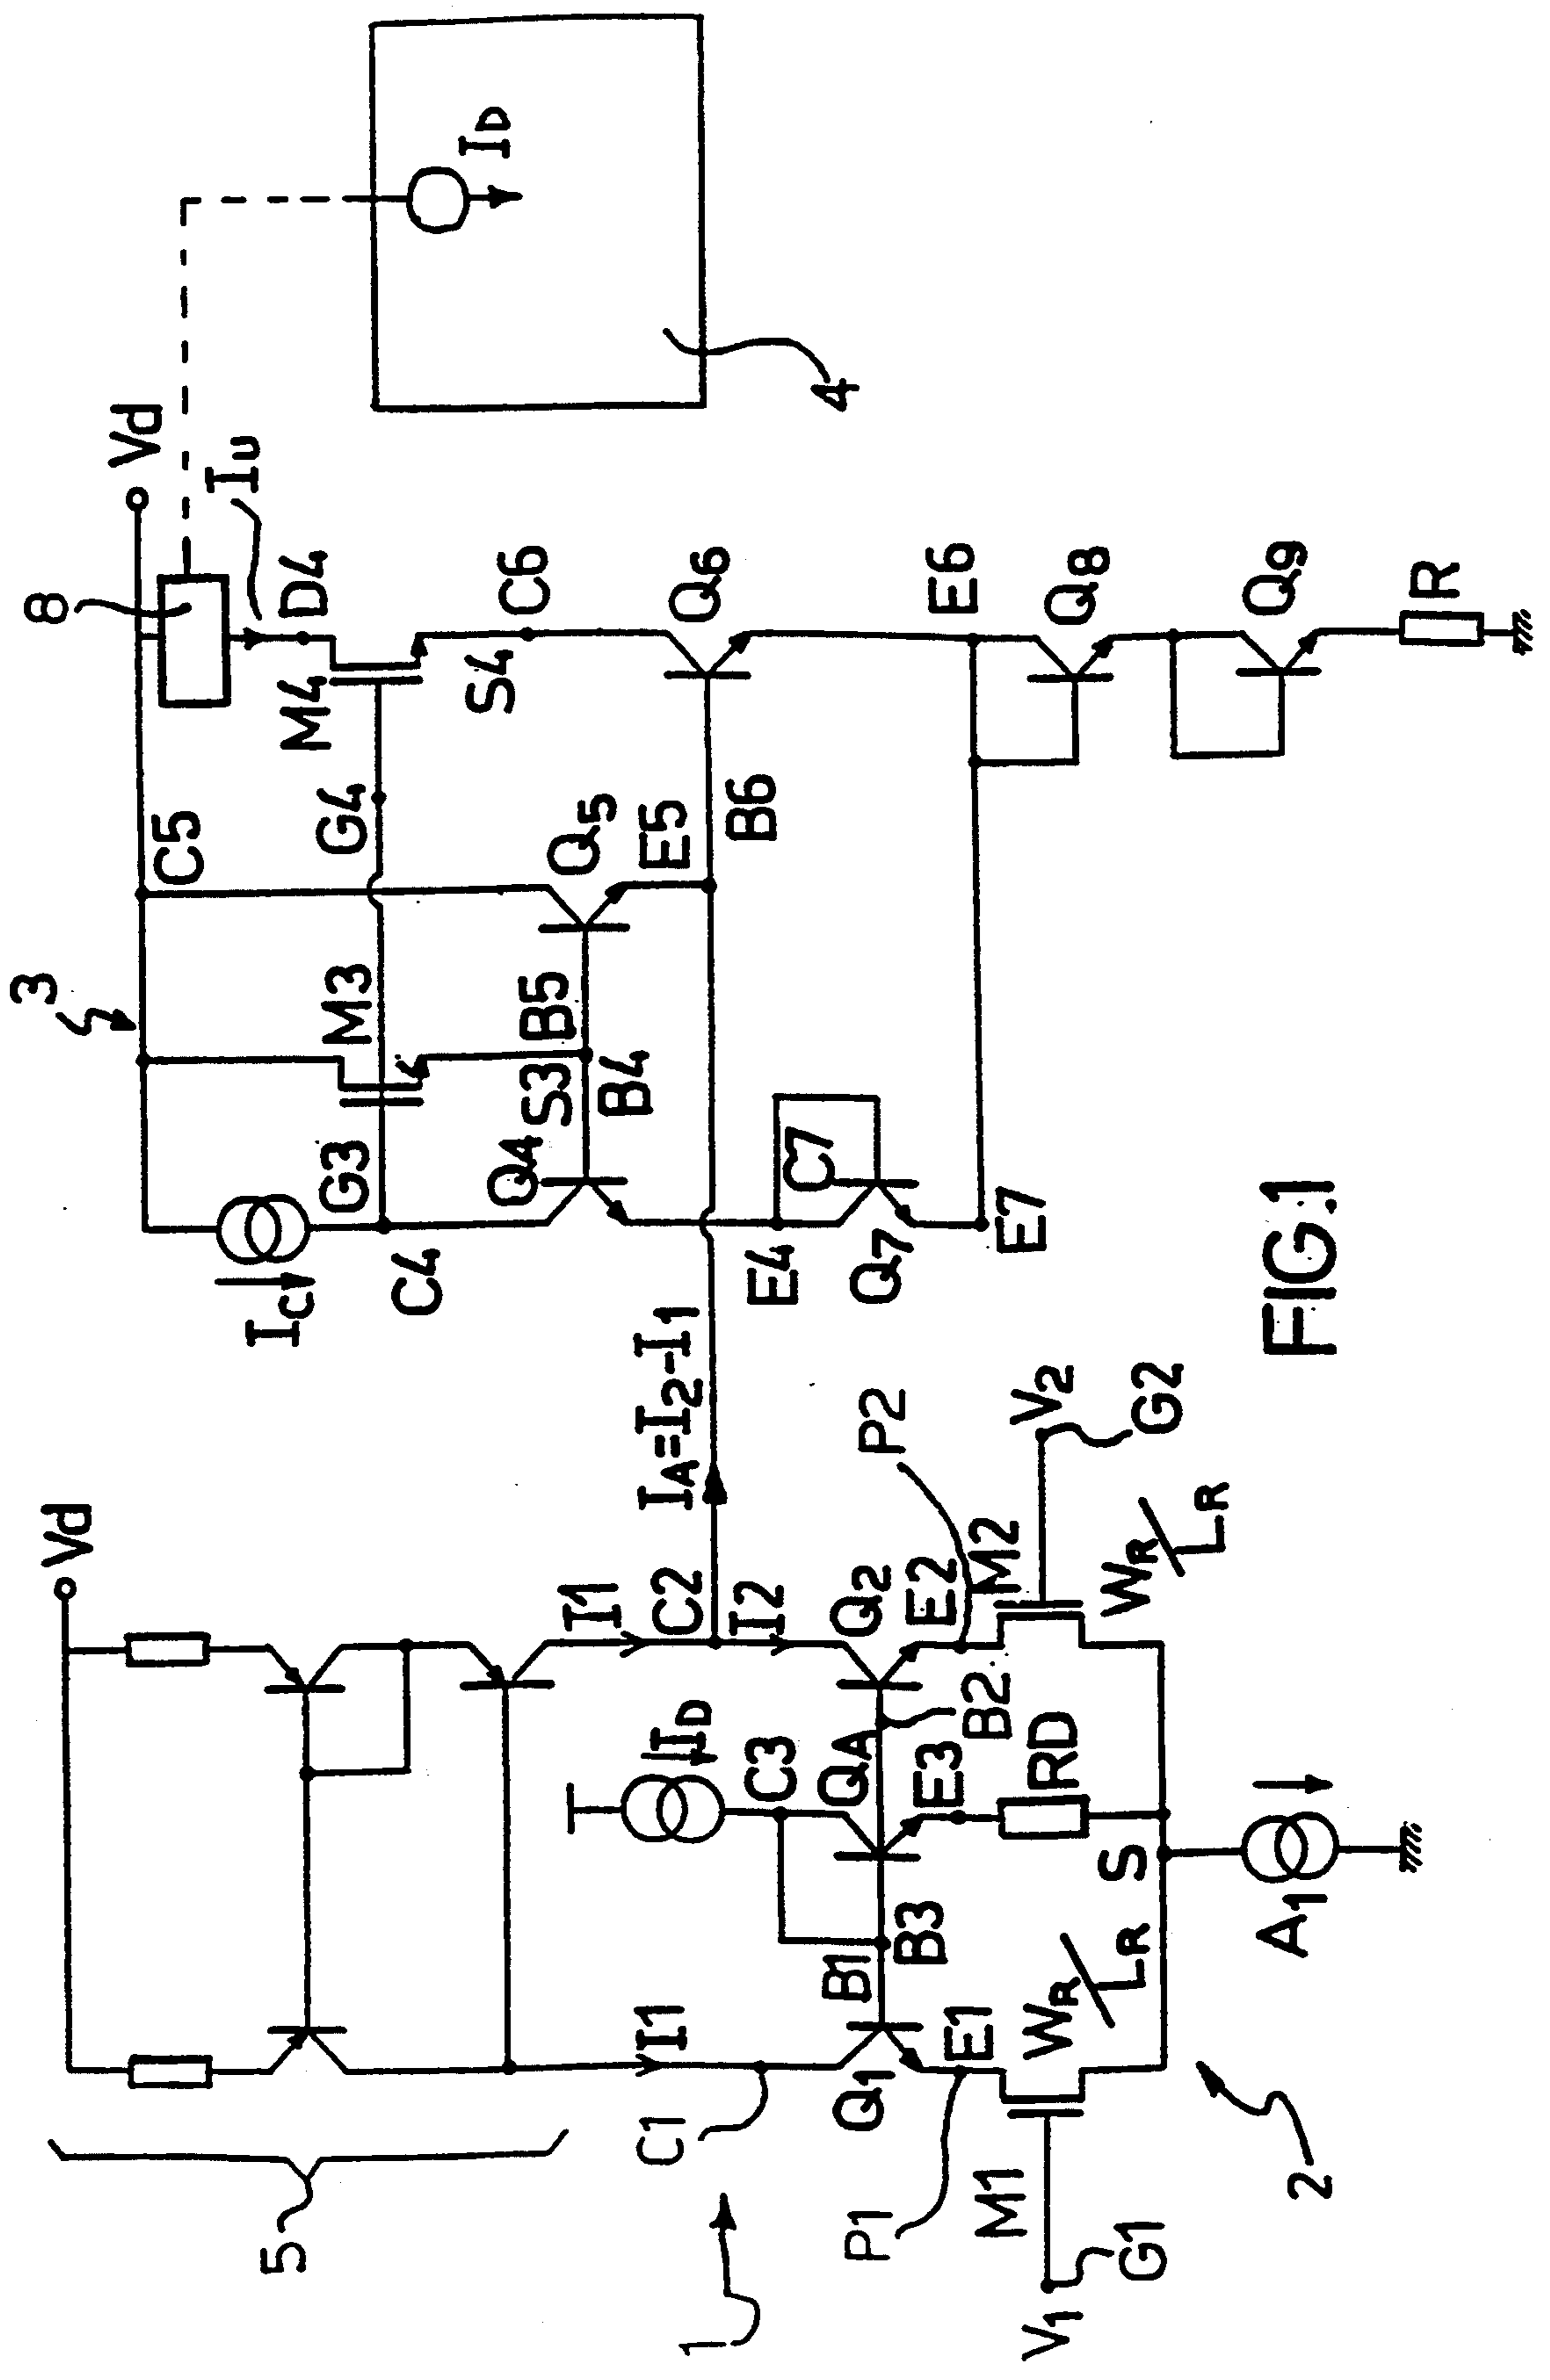 Vd
5
I1
I1
C1
C2
IA=I2-I1
I2
ID
C3
QA
Q1
Q2
B1
B3
B2
E1
E3
E2
P1
P2
M1
M2
RD
WR/LR
WR/LR
V1
G1
V2
G2
S
A1
1
2
3
Vd
8
IU
D4
M4
S4
G4
C5
IC
G3
M3
C4
Q4
S3
B4
B5
Q5
E5
B6
C6
Q6
E4
C7
Q7
E7
E6
Q8
Q9
R
ID
4
FIG.1